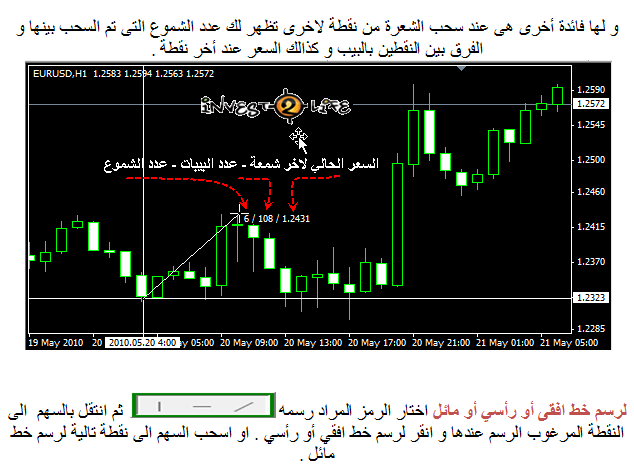 و لها فائدة أخرى هى عند سحب الشعرة من نقطة لاخرى تظهر لك عدد الشموع التى تم السحب بينها و
الفرق بين النقطين بالبيب و كذالك السعر عند أخر نقطة .
EURUSD,H1 1.2583 1.2594 1.2563 1.2572
INVEST 2 LIFE
السعر الحالي لاخر شمعة - عدد البيبات - عدد الشموع
6 / 108 / 1.2431
1.2590
1.2572
1.2545
1.2500
1.2460
1.2415
1.2370
1.2323
1.2285
19 May 2010 20 2010.05.20 4:00 May 05:00 20 May 09:00 20 May 13:00 20 May 17:00 20 May 21:00 21 May 01:00 21 May 05:00
لرسم خط افقي أو رأسي أو مائل اختار الرمز المراد رسمه ثم انتقل بالسهم الى
النقطة المرغوب الرسم عندها و انقر لرسم خط افقي أو رأسي . او اسحب السهم الى نقطة تالية لرسم خط
مائل .